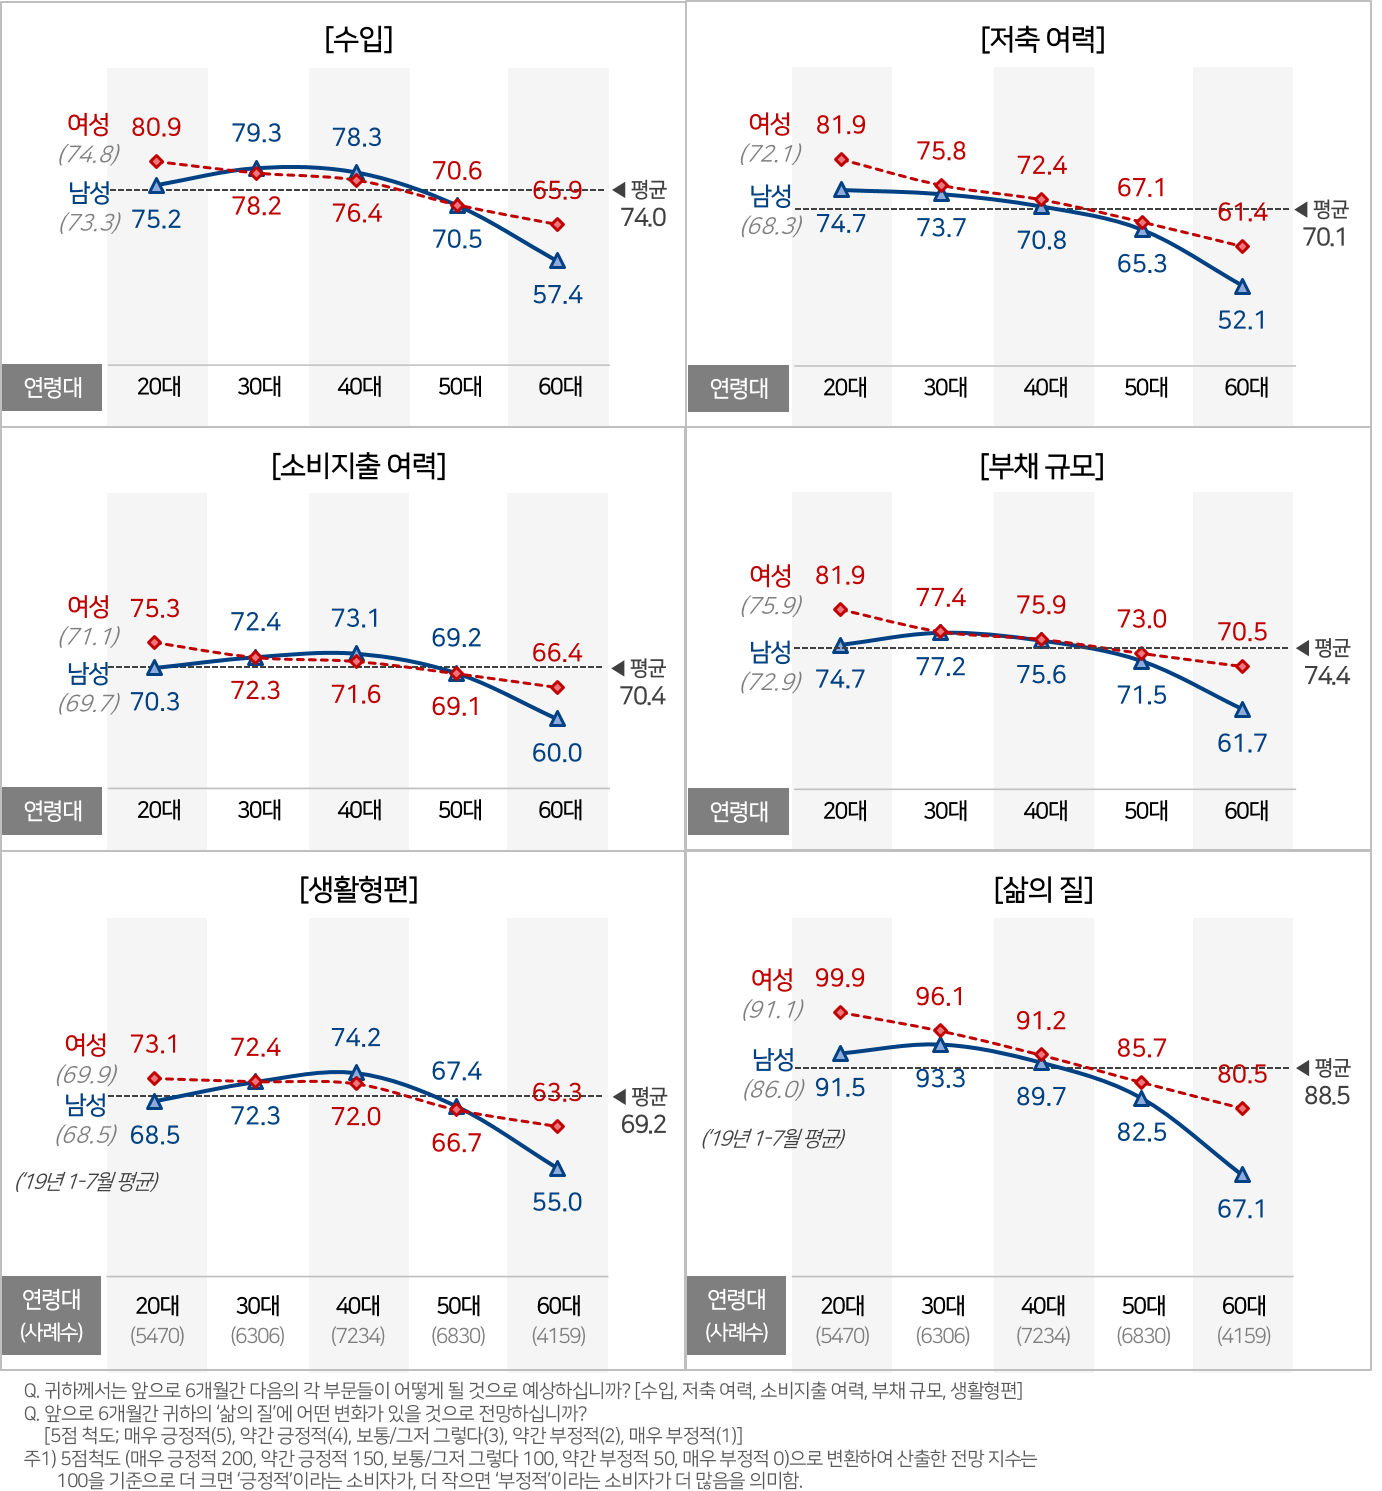 [수입]
여성 80.9 79.3 78.3 70.6 65.9
(74.8)
◀ 평균
74.0
남성
(73.3) 75.2 78.2 76.4 70.5 57.4
연령대 20대 30대 40대 50대 60대
[저축 여력]
여성 81.9 75.8 72.4 67.1 61.4
(72.1)
◀ 평균
70.1
남성
(68.3) 74.7 73.7 70.8 65.3 52.1
연령대 20대 30대 40대 50대 60대
[소비지출 여력]
여성 75.3 72.4 73.1 69.2 66.4
(71.1)
◀ 평균
70.4
남성
(69.7) 70.3 72.3 71.6 69.1 60.0
연령대 20대 30대 40대 50대 60대
[부채 규모]
여성 81.9 77.4 75.9 73.0 70.5
(75.9)
◀ 평균
74.4
남성
(72.9) 74.7 77.2 75.6 71.5 61.7
연령대 20대 30대 40대 50대 60대
[생활형편]
여성 73.1 72.4 74.2 67.4 63.3
(69.9)
◀ 평균
69.2
남성
(68.5) 68.5 72.3 72.0 66.7 55.0
('19년 1-7월 평균)
연령대 20대 30대 40대 50대 60대
(사례수) (5470) (6306) (7234) (6830) (4159)
[삶의 질]
여성 99.9 96.1 91.2 85.7 80.5
(91.1)
◀ 평균
88.5
남성
(86.0) 91.5 93.3 89.7 82.5 67.1
('19년 1-7월 평균)
연령대 20대 30대 40대 50대 60대
(사례수) (5470) (6306) (7234) (6830) (4159)
Q. 귀하께서는 앞으로 6개월간 다음의 각 부문들이 어떻게 될 것으로 예상하십니까? [수입, 저축 여력, 소비지출 여력, 부채 규모, 생활형편]
Q. 앞으로 6개월간 귀하의 '삶의 질'에 어떤 변화가 있을 것으로 전망하십니까?
[5점 척도; 매우 긍정적(5), 약간 긍정적(4), 보통/그저 그렇다(3), 약간 부정적(2), 매우 부정적(1)]
주1) 5점척도 (매우 긍정적 200, 약간 긍정적 150, 보통/그저 그렇다 100, 약간 부정적 50, 매우 부정적 0)으로 변환하여 산출한 전망 지수는
100을 기준으로 더 크면 '긍정적'이라는 소비자가, 더 작으면 '부정적'이라는 소비자가 더 많음을 의미함.